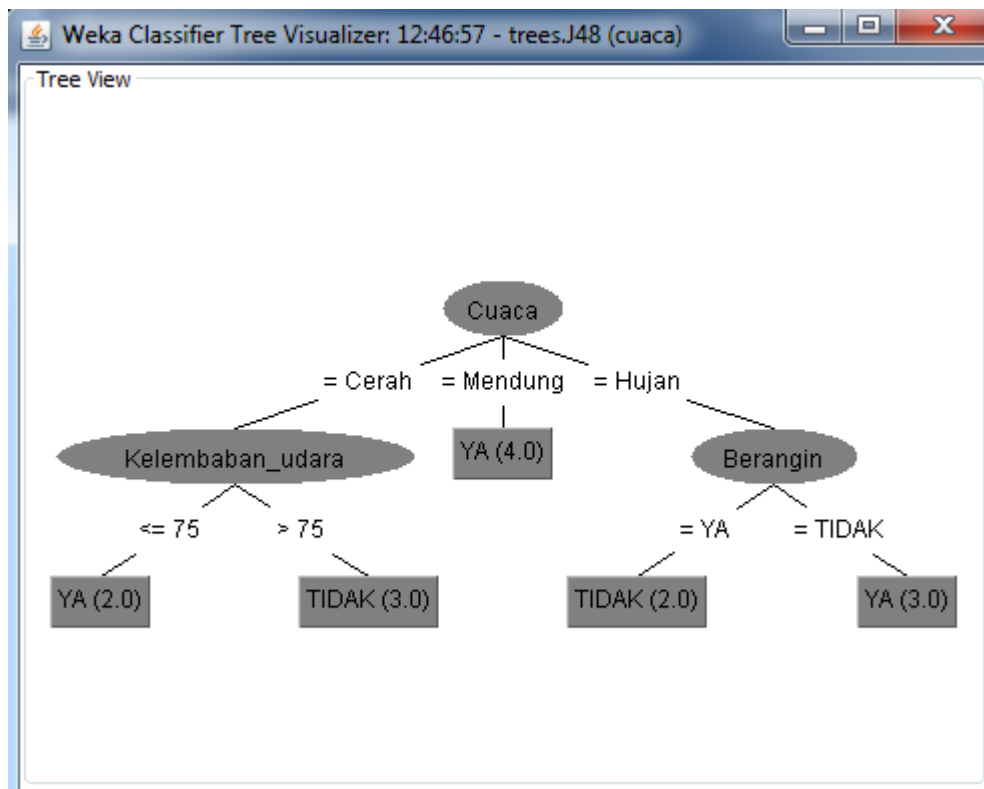 Weka Classifier Tree Visualizer: 12:46:57 - trees.J48 (cuaca)
Tree View
Cuaca
= Cerah = Mendung = Hujan
Kelembaban_udara YA (4.0) Berangin
<= 75 > 75 = YA = TIDAK
YA (2.0) TIDAK (3.0) TIDAK (2.0) YA (3.0)